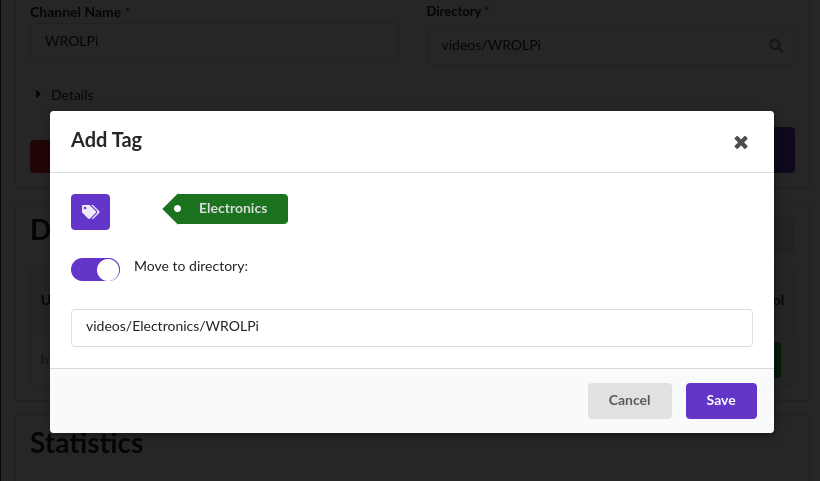 Channel Name *
Directory *
WROLPi
videos/WROLPi
Details
Add Tag
Electronics
Move to directory:
videos/Electronics/WROLPi
Cancel
Save
Statistics